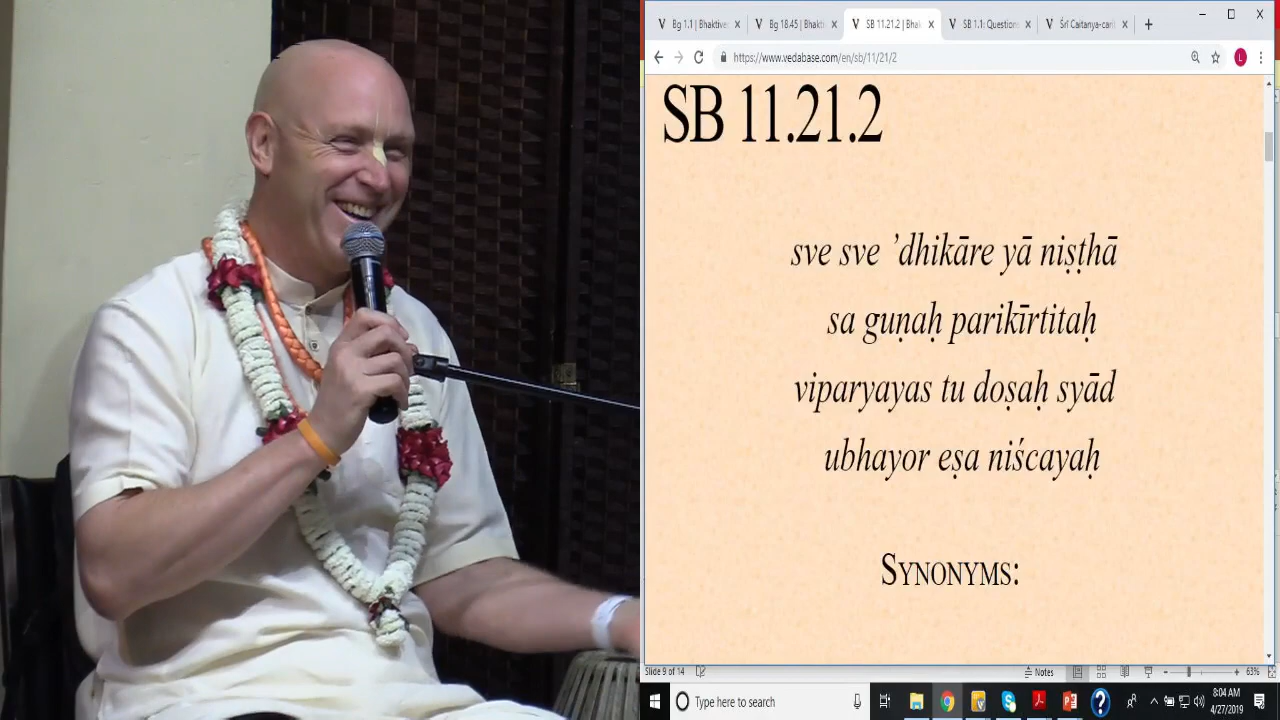 Bg 1.1 | Bhaktive
Bg 18.45 | Bhakti
SB 11.21.2 | Bha
SB 1.1: Question
Śrī Caitanya-cari
https://www.vedabase.com/en/sb/11/21/2
L
SB 11.21.2
sve sve ’dhikāre yā niṣṭhā
sa guṇaḥ parikīrtitaḥ
viparyayas tu doṣaḥ syād
ubhayor eṣa niścayaḥ
SYNONYMS:
Slide 9 of 14
Notes
63%
Type here to search
8:04 AM
4/27/2019